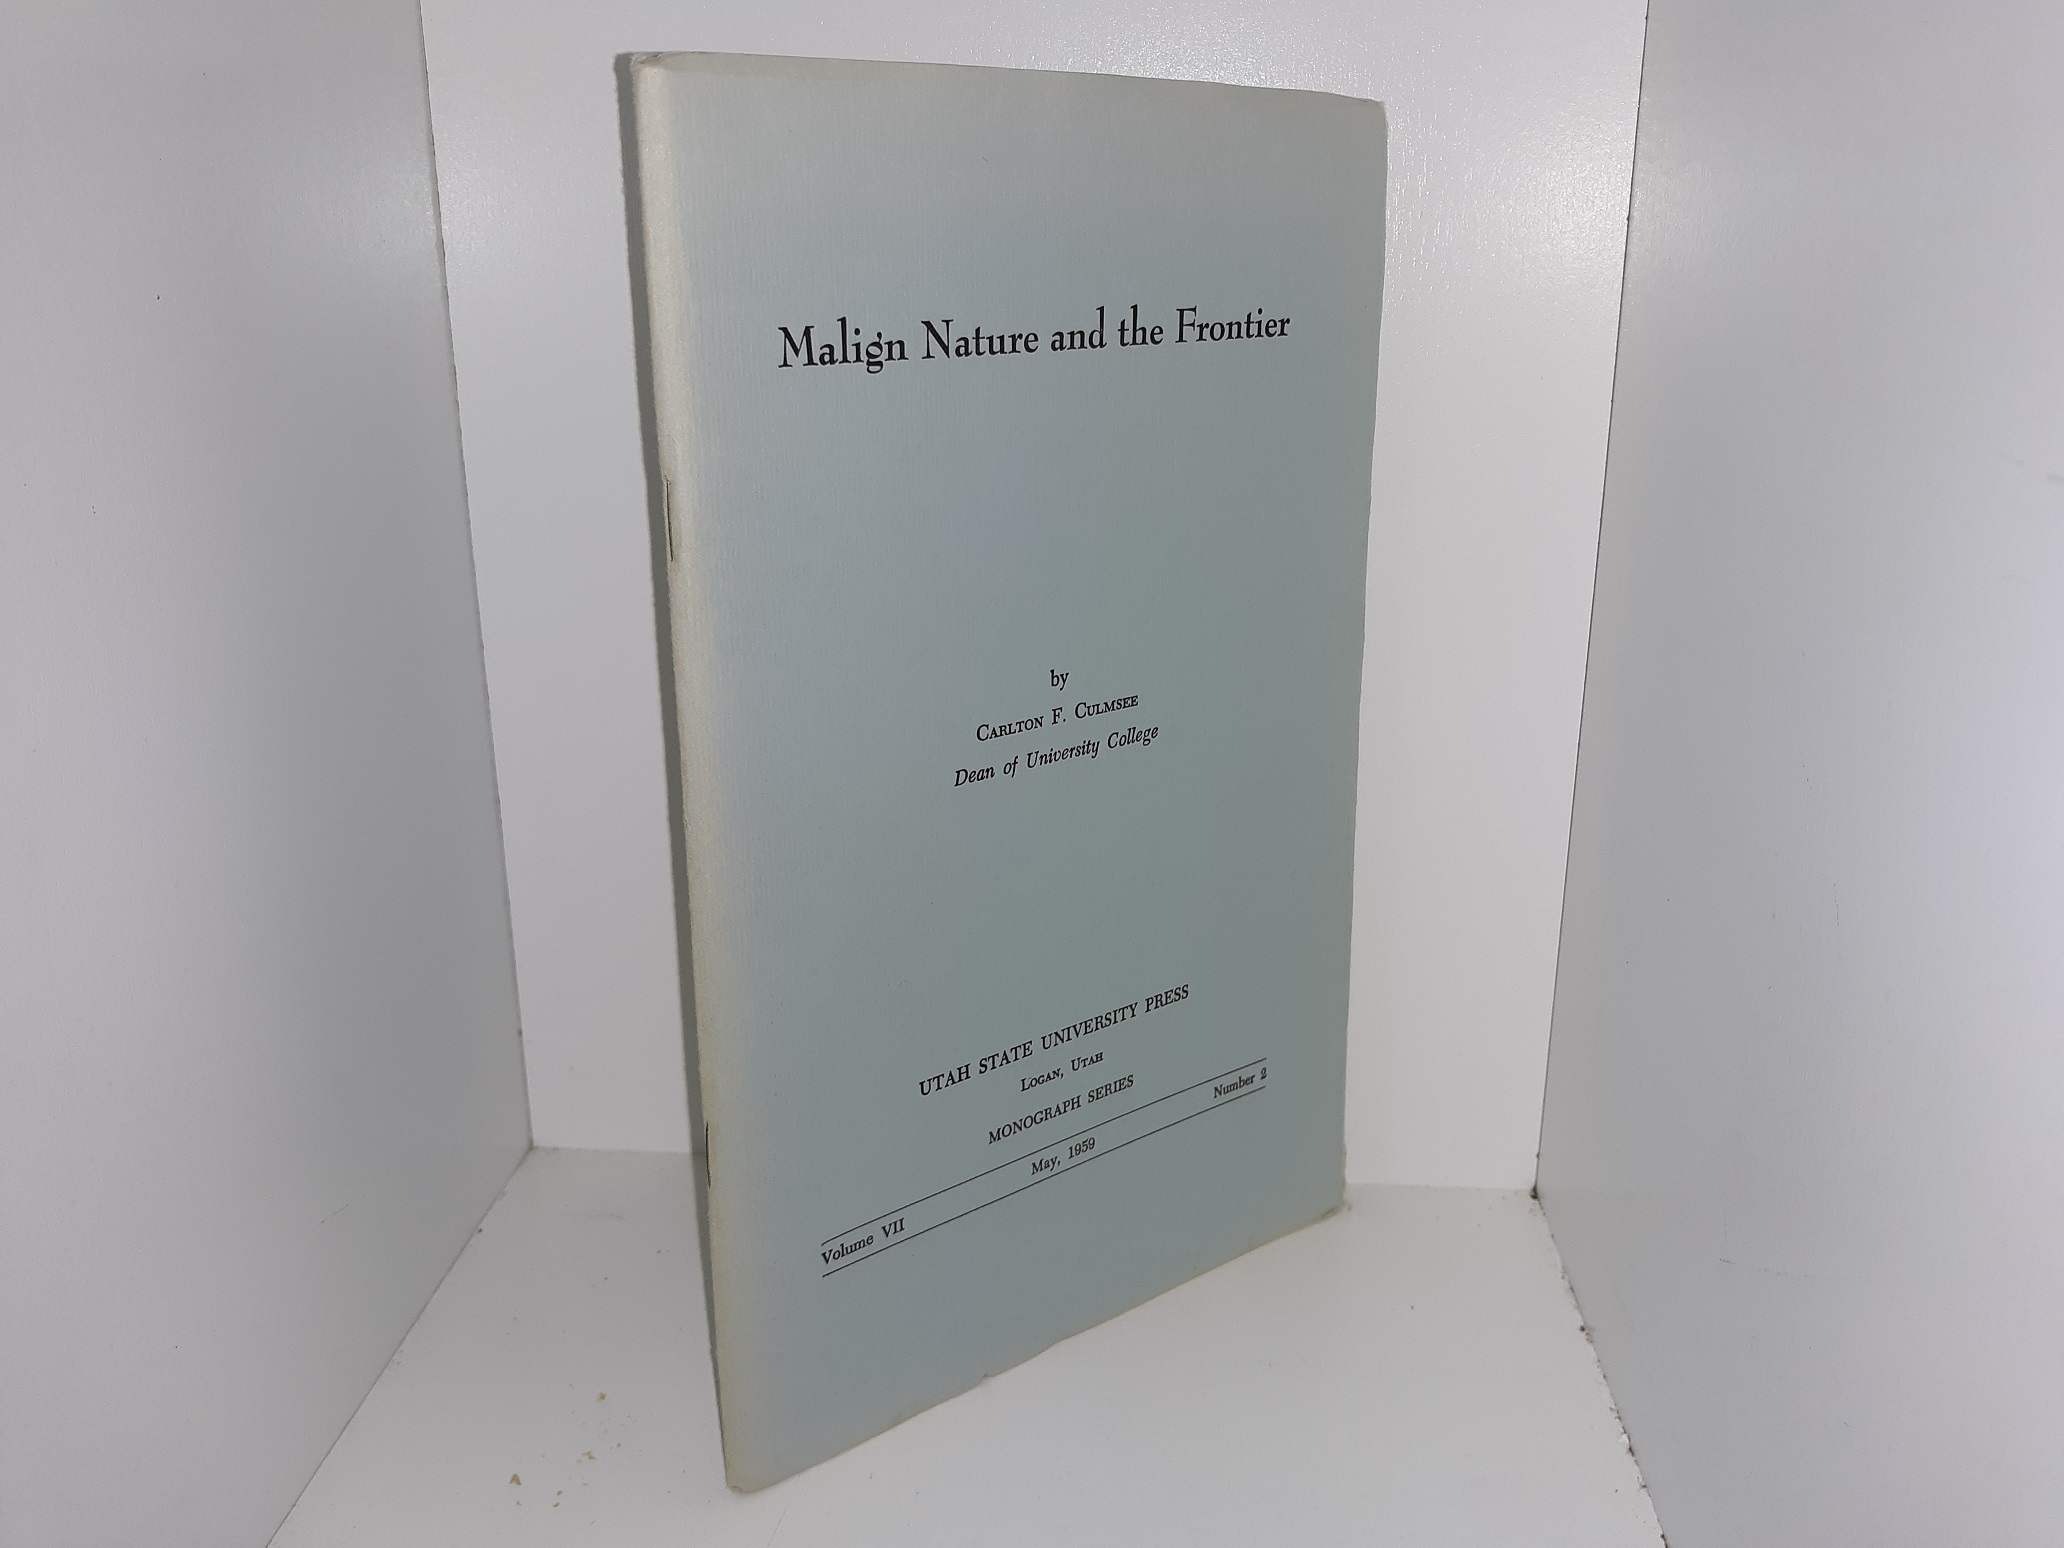 Malign Nature and the Frontier
by
Carlton F. Culmsee
Dean of University College
UTAH STATE UNIVERSITY PRESS
Logan, Utah
MONOGRAPH SERIES
Volume VII May, 1959 Number 2